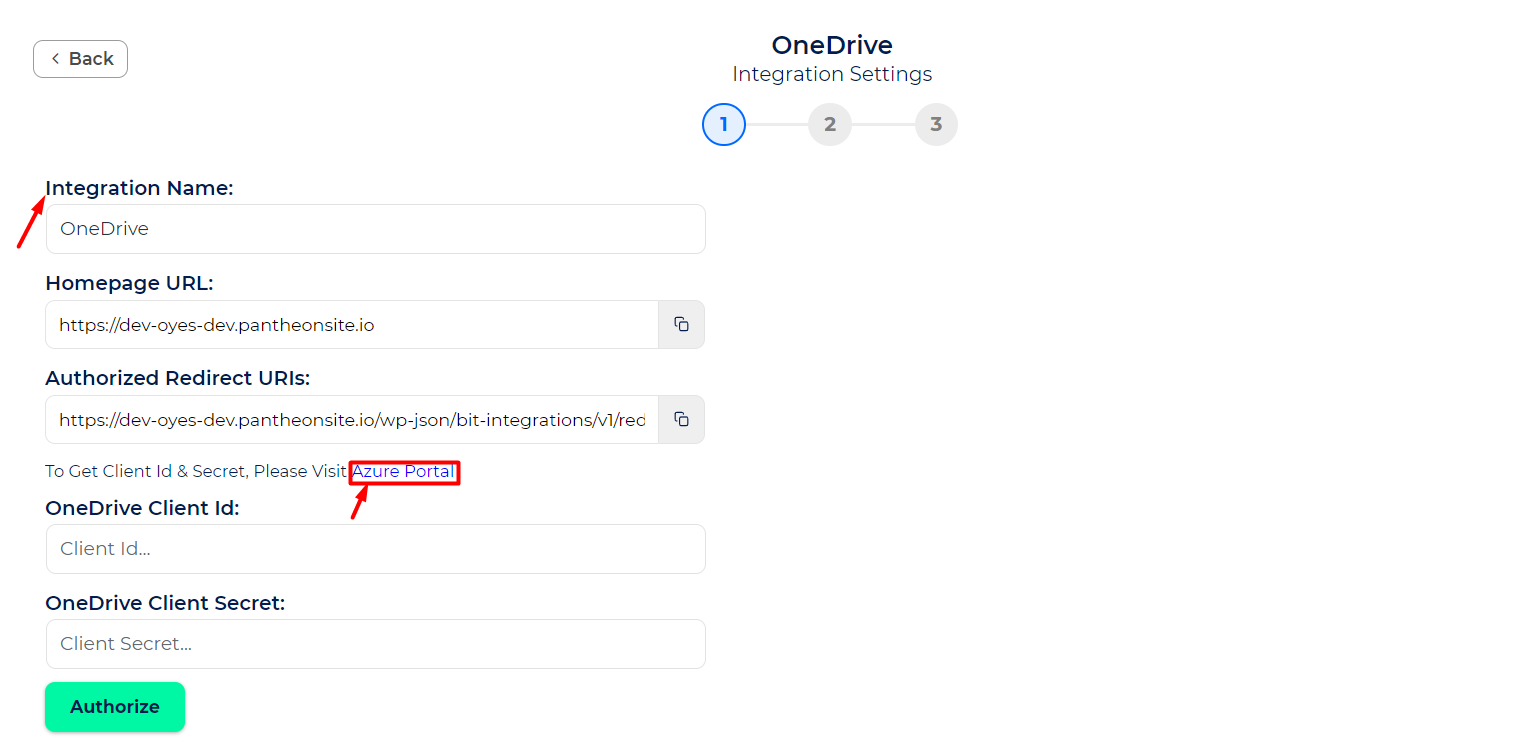 Back
OneDrive
Integration Settings
1 2 3
Integration Name:
OneDrive
Homepage URL:
https://dev-oyes-dev.pantheonsite.io
Authorized Redirect URIs:
https://dev-oyes-dev.pantheonsite.io/wp-json/bit-integrations/v1/red
To Get Client Id & Secret, Please Visit Azure Portal
OneDrive Client Id:
Client Id...
OneDrive Client Secret:
Client Secret...
Authorize